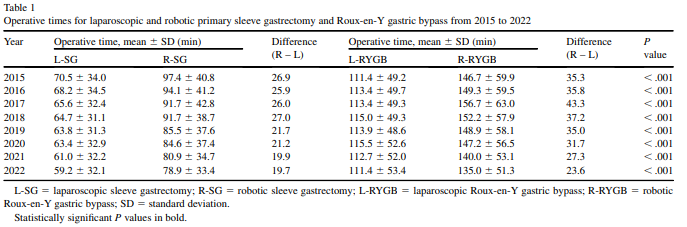 Table 1
Operative times for laparoscopic and robotic primary sleeve gastrectomy and Roux-en-Y gastric bypass from 2015 to 2022
Year Operative time, mean ± SD (min) Difference Operative time, mean ± SD (min) Difference P
L-SG R-SG (R – L) L-RYGB R-RYGB (R – L) value
2015 70.5 ± 34.0 97.4 ± 40.8 26.9 111.4 ± 49.2 146.7 ± 59.9 35.3 <.001
2016 68.2 ± 34.5 94.1 ± 41.2 25.9 113.4 ± 49.7 149.3 ± 59.5 35.8 <.001
2017 65.6 ± 32.4 91.7 ± 42.8 26.0 113.4 ± 49.3 156.7 ± 63.0 43.3 <.001
2018 64.7 ± 31.1 91.7 ± 38.7 27.0 115.0 ± 49.3 152.2 ± 57.9 37.2 <.001
2019 63.8 ± 31.3 85.5 ± 37.6 21.7 113.9 ± 48.6 148.9 ± 58.1 35.0 <.001
2020 63.4 ± 32.9 84.6 ± 37.4 21.2 115.5 ± 52.6 147.2 ± 56.5 31.7 <.001
2021 61.0 ± 32.2 80.9 ± 34.7 19.9 112.7 ± 52.0 140.0 ± 53.1 27.3 <.001
2022 59.2 ± 32.1 78.9 ± 33.4 19.7 111.4 ± 53.4 135.0 ± 51.3 23.6 <.001
L-SG = laparoscopic sleeve gastrectomy; R-SG = robotic sleeve gastrectomy; L-RYGB = laparoscopic Roux-en-Y gastric bypass; R-RYGB = robotic
Roux-en-Y gastric bypass; SD = standard deviation.
Statistically significant P values in bold.